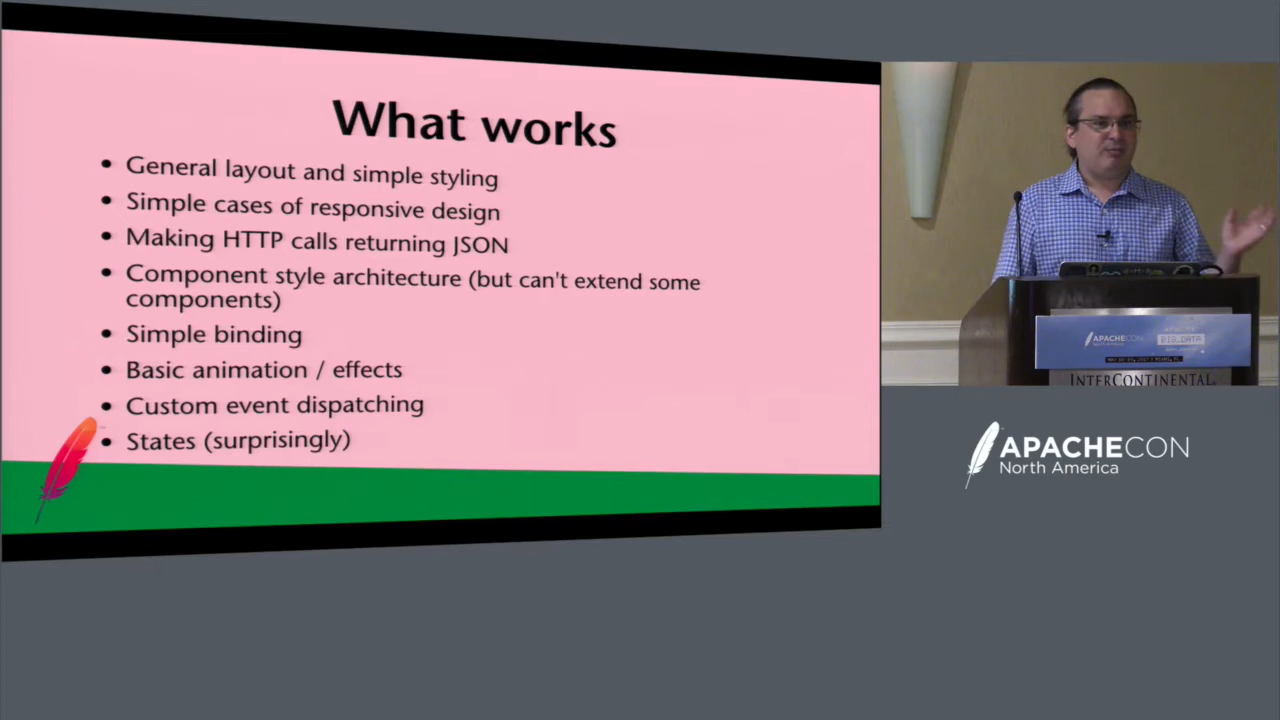 What works
• General layout and simple styling
• Simple cases of responsive design
• Making HTTP calls returning JSON
• Component style architecture (but can't extend some
components)
• Simple binding
• Basic animation / effects
• Custom event dispatching
• States (surprisingly)
APACHECON
BIG_DATA
INTERCONTINENTAL
APACHECON
North America